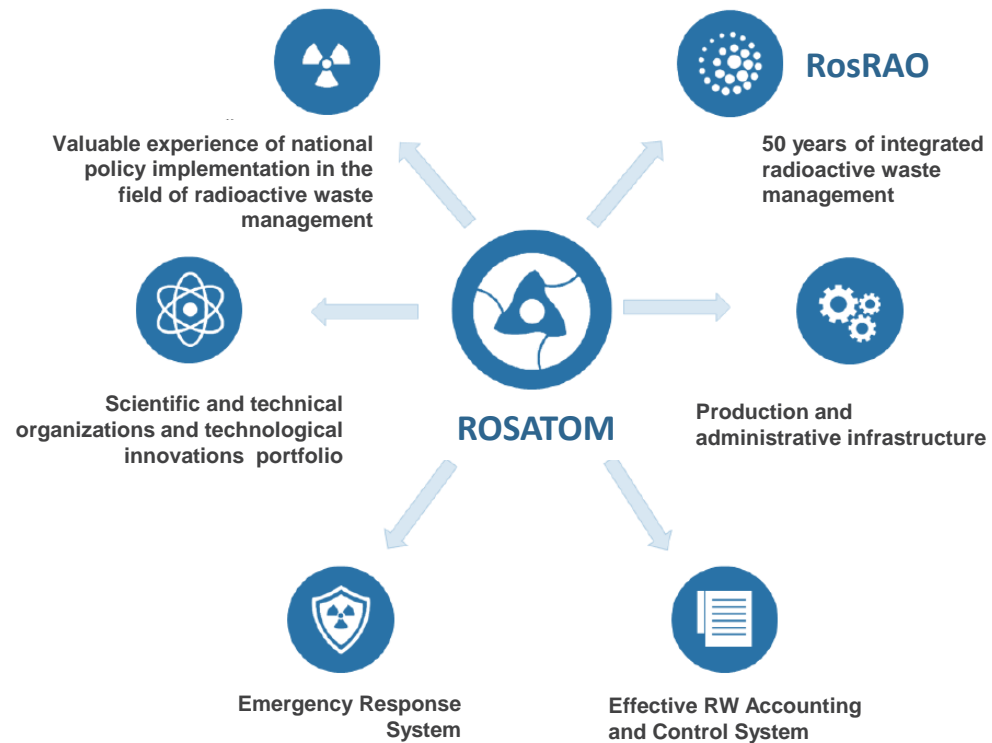 RosRAO
Valuable experience of national
policy implementation in the
field of radioactive waste
management
50 years of integrated
radioactive waste
management
Scientific and technical
organizations and technological
innovations portfolio
ROSATOM
Production and
administrative infrastructure
Emergency Response
System
Effective RW Accounting
and Control System